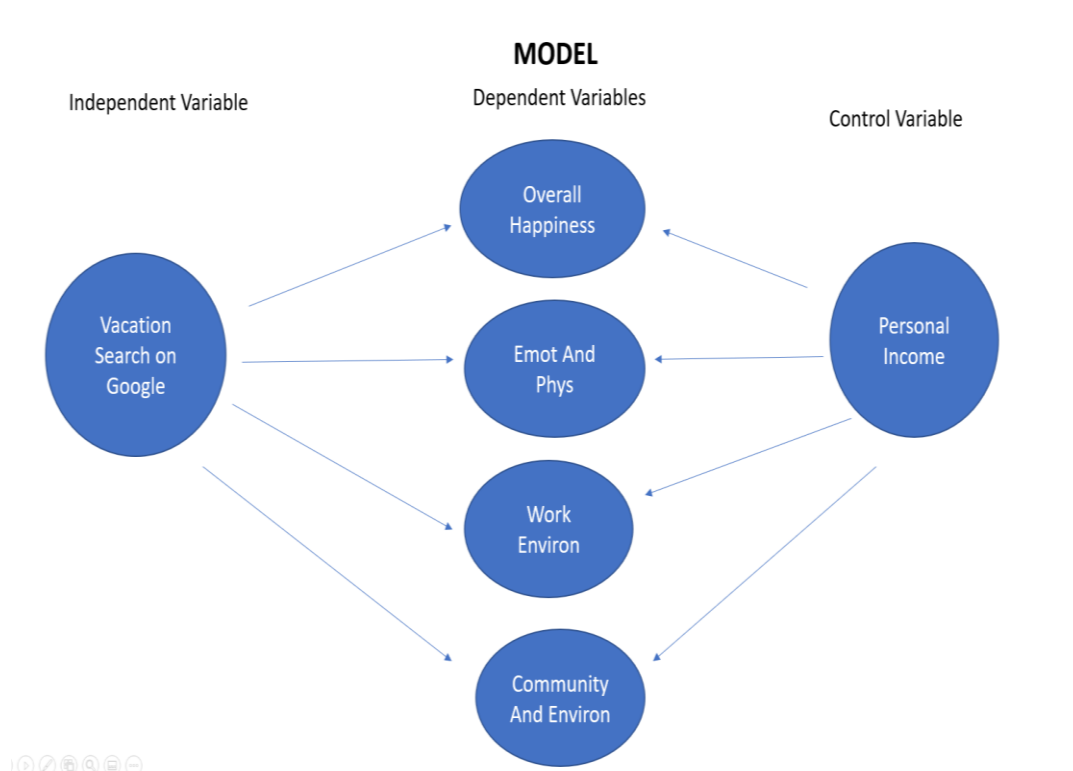 MODEL
Independent Variable
Dependent Variables
Control Variable
Overall
Happiness
Vacation
Search on
Google
Emot And
Phys
Personal
Income
Work
Environ
Community
And Environ